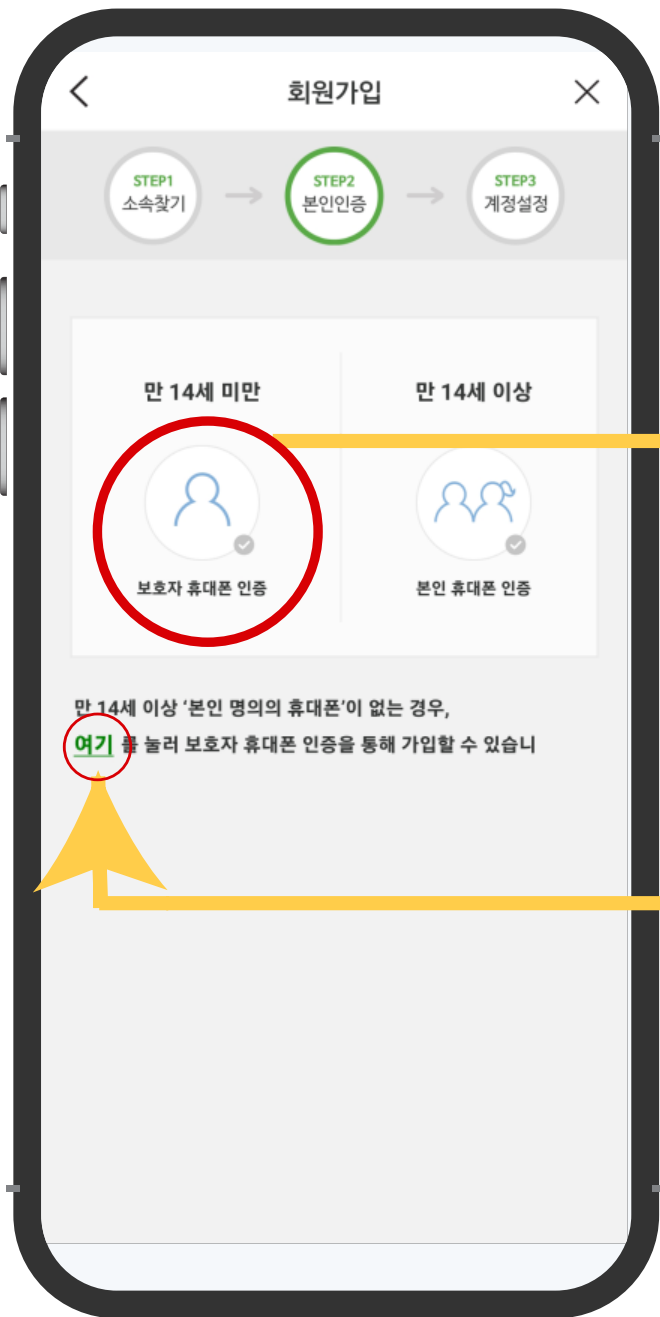 회원가입
STEP1
소속찾기
STEP2
본인인증
STEP3
계정설정
만 14세 미만
만 14세 이상
보호자 휴대폰 인증
본인 휴대폰 인증
만 14세 이상 ‘본인 명의의 휴대폰’이 없는 경우,
여기 를 눌러 보호자 휴대폰 인증을 통해 가입할 수 있습니